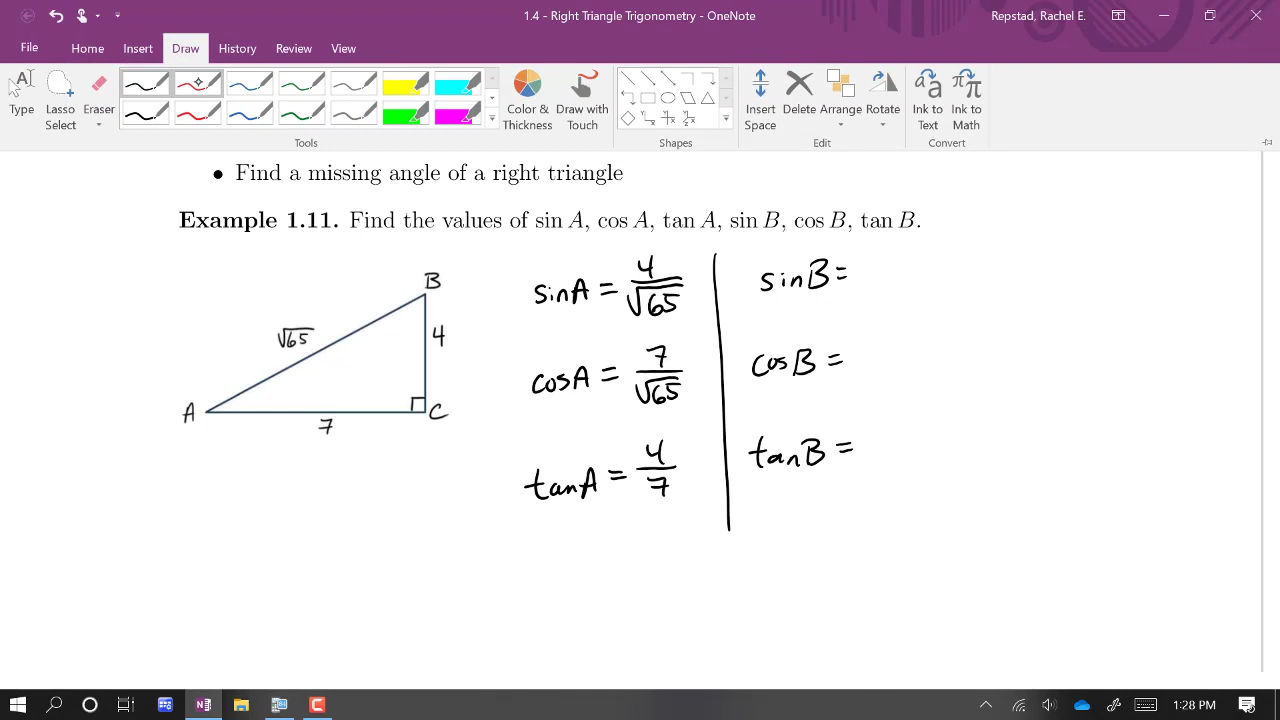 1.4 - Right Triangle Trigonometry - OneNote
Repstad, Rachel E.
File Home Insert Draw History Review View
Type
Lasso Select
Eraser
Color & Thickness
Draw with Touch
Insert Space
Delete
Arrange
Rotate
Ink to Text
Ink to Math
Tools
Shapes
Edit
Convert
• Find a missing angle of a right triangle
Example 1.11. Find the values of sin A, cos A, tan A, sin B, cos B, tan B.
B
√65
4
A
C
7
sinA = 4/√65
cosA = 7/√65
tanA = 4/7
sinB =
cosB =
tanB =
1:28 PM